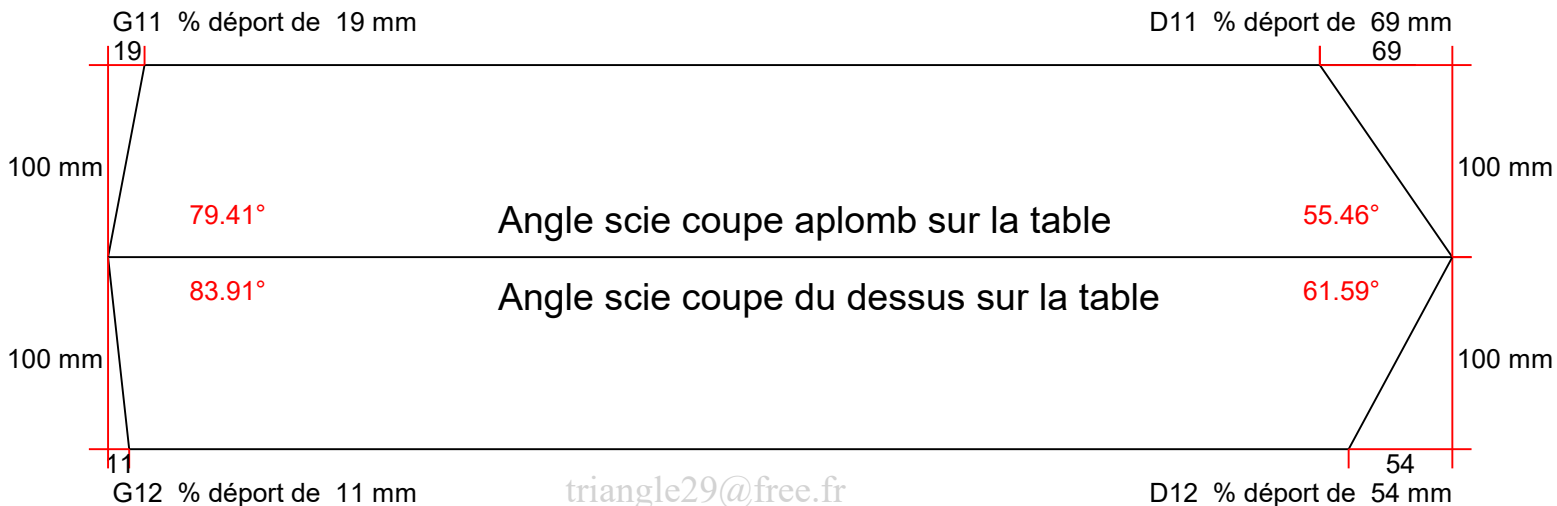 G11 % déport de 19 mm
D11 % déport de 69 mm
19
69
100 mm
100 mm
79.41°
Angle scie coupe aplomb sur la table
55.46°
83.91°
Angle scie coupe du dessus sur la table
61.59°
100 mm
100 mm
11
54
G12 % déport de 11 mm
triangle29@free.fr
D12 % déport de 54 mm